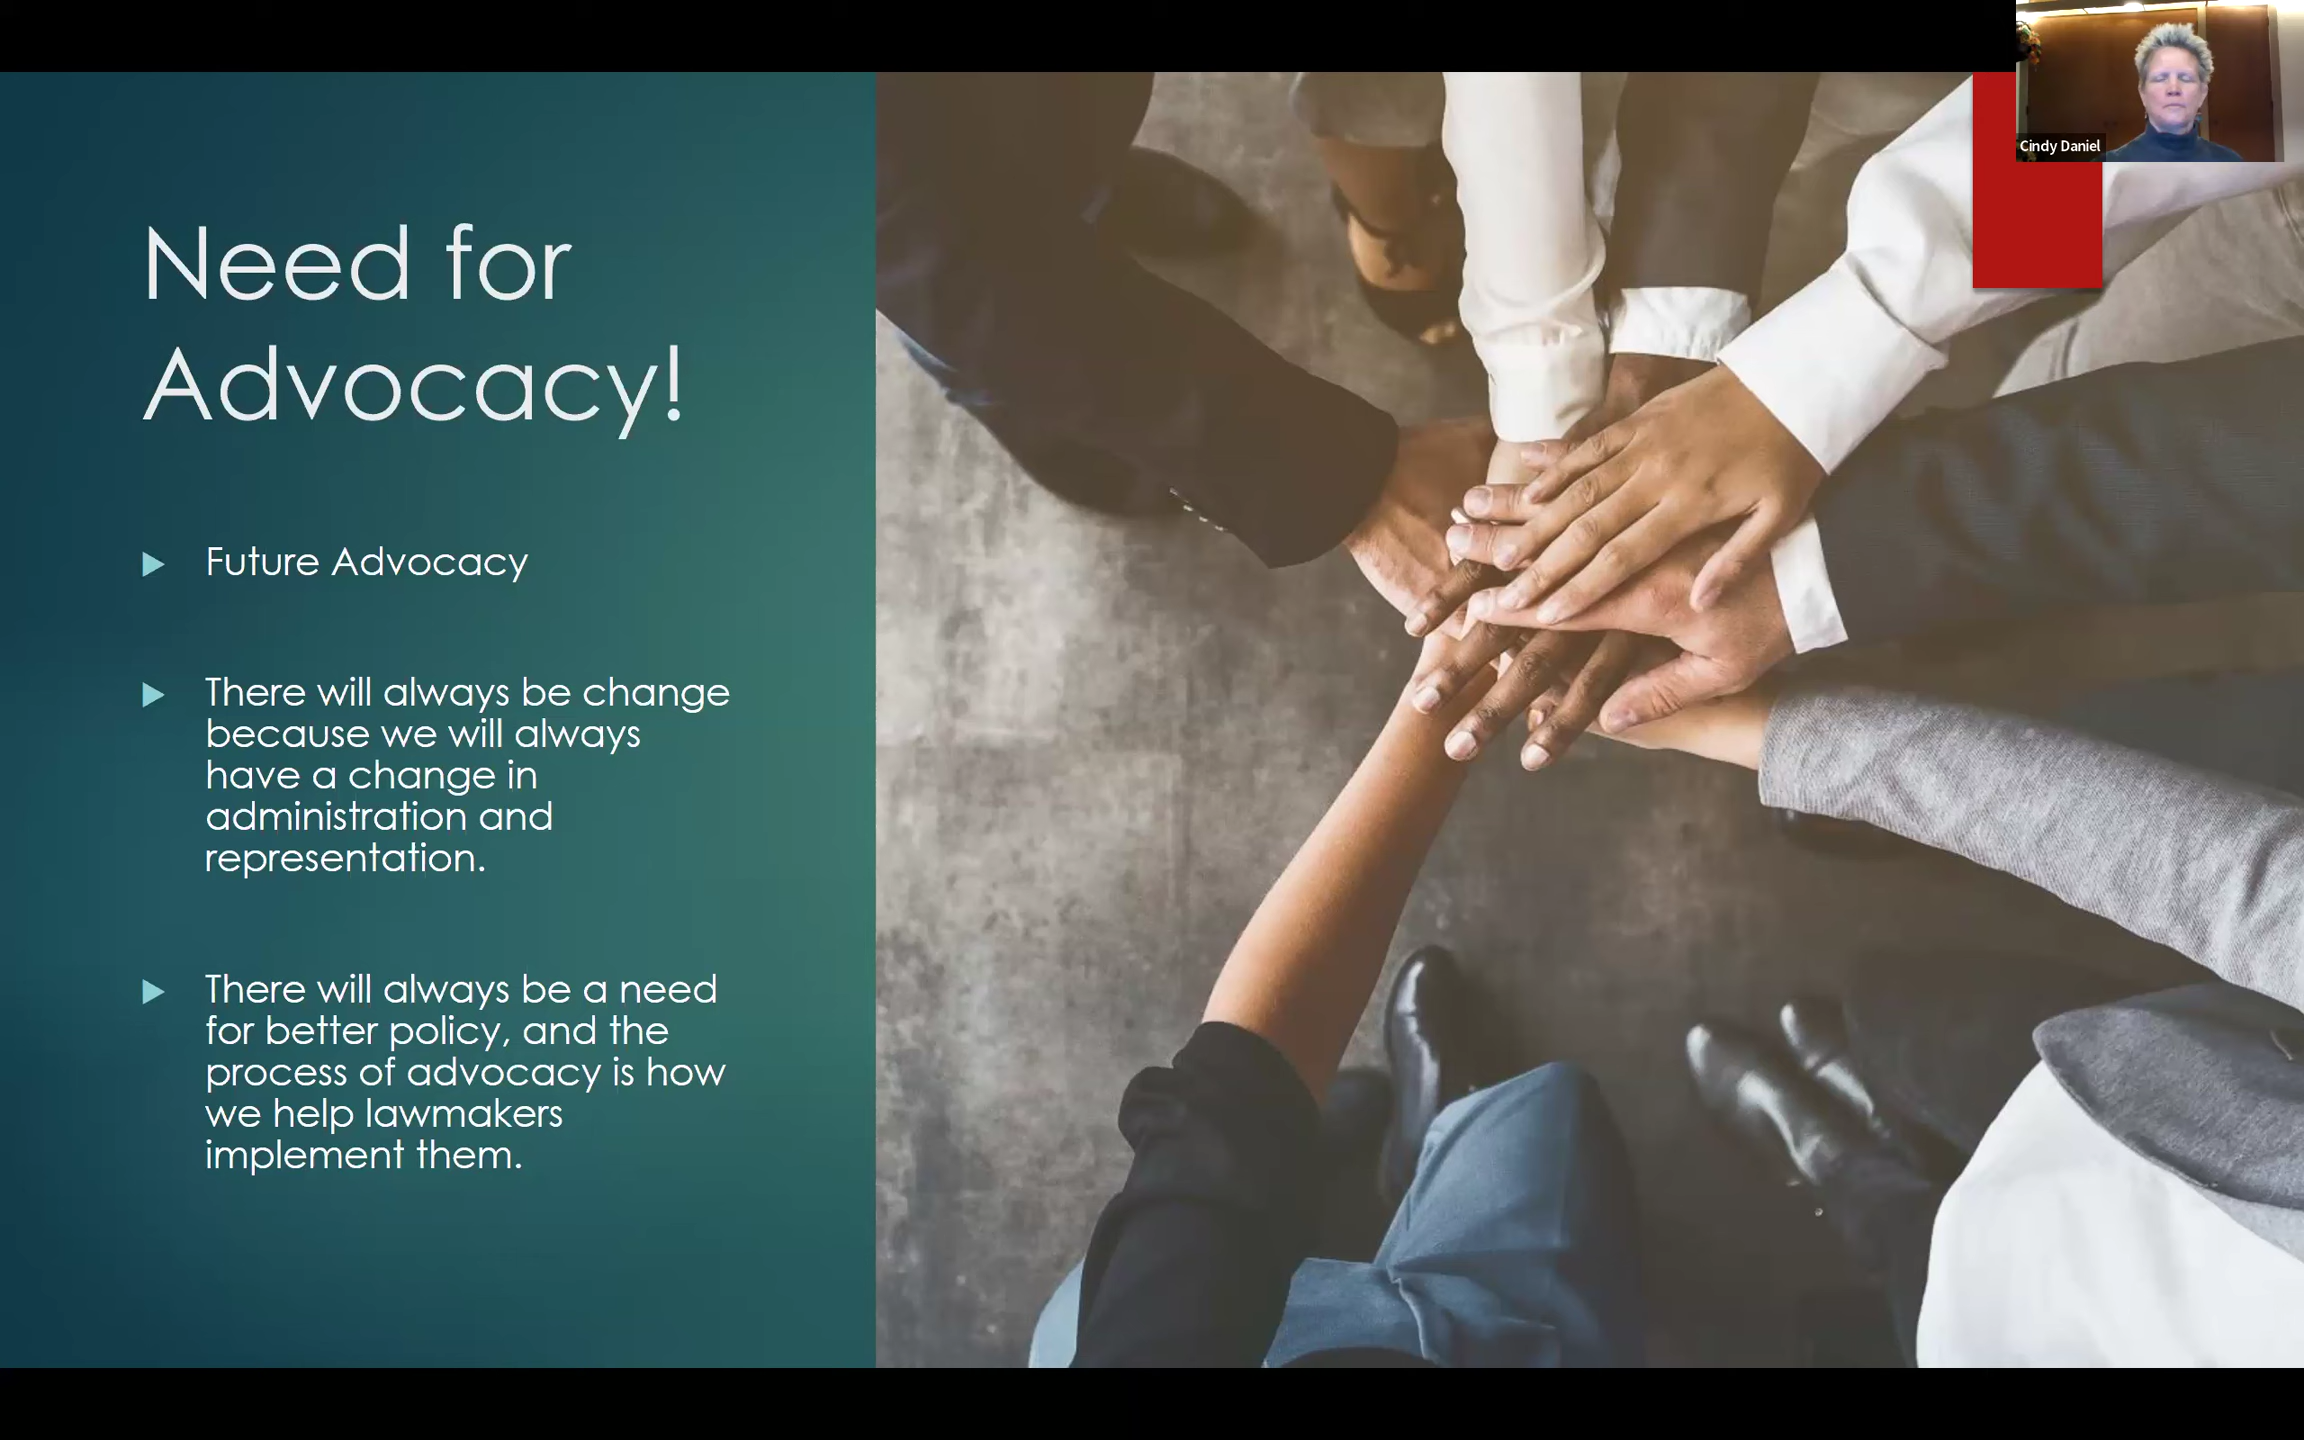 Cindy Daniel
Need for
Advocacy!
Future Advocacy
There will always be change
because we will always
have a change in
administration and
representation.
There will always be a need
for better policy, and the
process of advocacy is how
we help lawmakers
implement them.